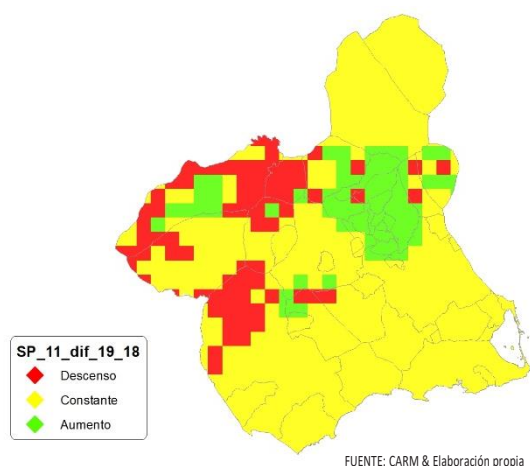 SP_11_dif_19_18
Descenso
Constante
Aumento
FUENTE: CARM & Elaboración propia